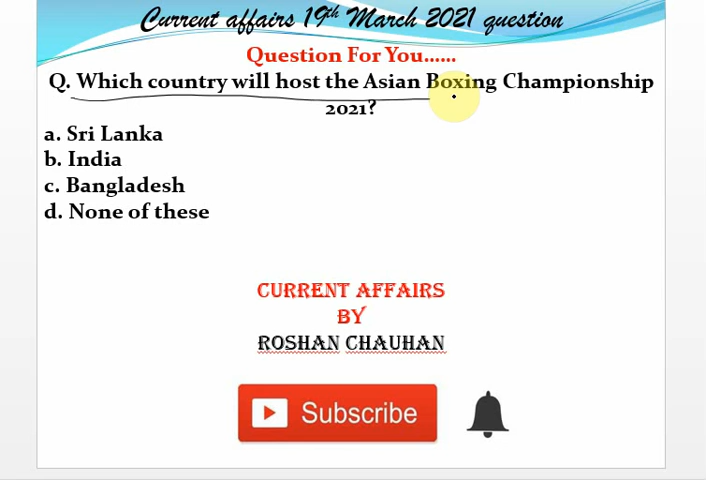 Current affairs 19th March 2021 question
Question For You......
Q. Which country will host the Asian Boxing Championship
2021?
a. Sri Lanka
b. India
c. Bangladesh
d. None of these
CURRENT AFFAIRS
BY
ROSHAN CHAUHAN
Subscribe